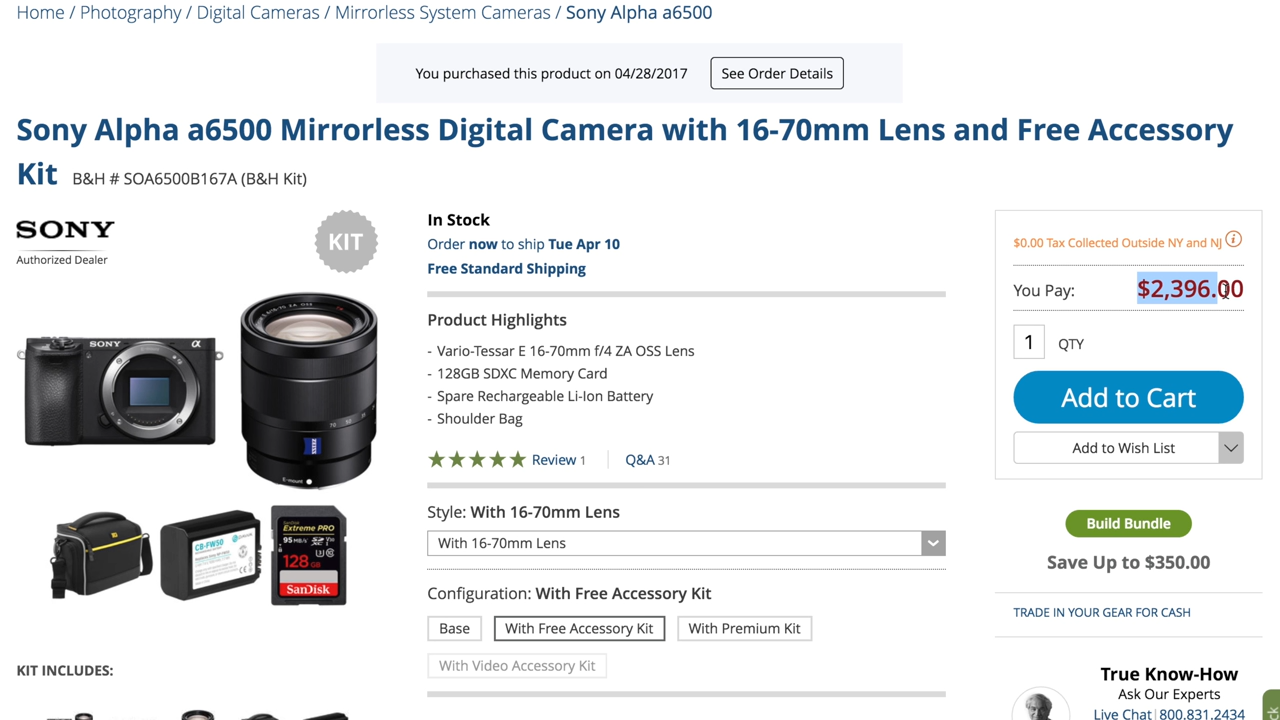 Home / Photography / Digital Cameras / Mirrorless System Cameras / Sony Alpha a6500
You purchased this product on 04/28/2017
See Order Details
Sony Alpha a6500 Mirrorless Digital Camera with 16-70mm Lens and Free Accessory
Kit B&H # SOA6500B167A (B&H Kit)
SONY
Authorized Dealer
KIT
SONY
α
ZEISS
E-mount
CB-FW50
SanDisk
Extreme PRO
95 MB/s
128 GB
SanDisk
In Stock
Order now to ship Tue Apr 10
Free Standard Shipping
Product Highlights
- Vario-Tessar E 16-70mm f/4 ZA OSS Lens
- 128GB SDXC Memory Card
- Spare Rechargeable Li-Ion Battery
- Shoulder Bag
Review 1
Q&A 31
Style: With 16-70mm Lens
With 16-70mm Lens
Configuration: With Free Accessory Kit
Base
With Free Accessory Kit
With Premium Kit
With Video Accessory Kit
KIT INCLUDES:
$0.00 Tax Collected Outside NY and NJ
You Pay: $2,396.00
1 QTY
Add to Cart
Add to Wish List
Build Bundle
Save Up to $350.00
TRADE IN YOUR GEAR FOR CASH
True Know-How
Ask Our Experts
Live Chat | 800.831.2434